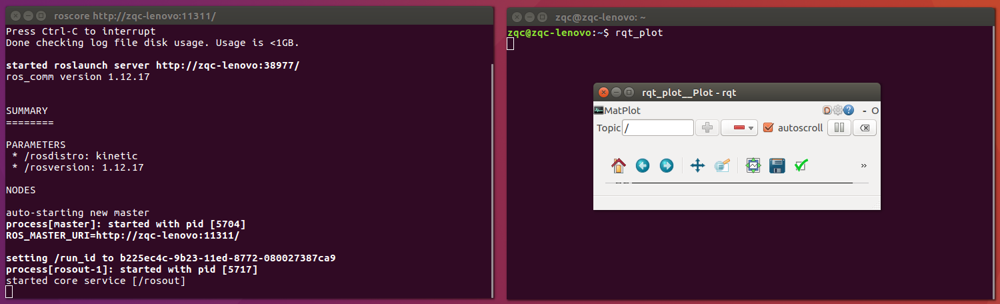 roscore http://zqc-lenovo:11311/
Press Ctrl-C to interrupt
Done checking log file disk usage. Usage is <1GB.
started roslaunch server http://zqc-lenovo:38977/
ros_comm version 1.12.17
SUMMARY
========
PARAMETERS
* /rosdistro: kinetic
* /rosversion: 1.12.17
NODES
auto-starting new master
process[master]: started with pid [5704]
ROS_MASTER_URI=http://zqc-lenovo:11311/
setting /run_id to b225ec4c-9b23-11ed-8772-080027387ca9
process[rosout-1]: started with pid [5717]
started core service [/rosout]
zqc@zqc-lenovo: ~
zqc@zqc-lenovo:~$ rqt_plot
rqt_plot__Plot - rqt
MatPlot D ? - O
Topic / autoscroll
»